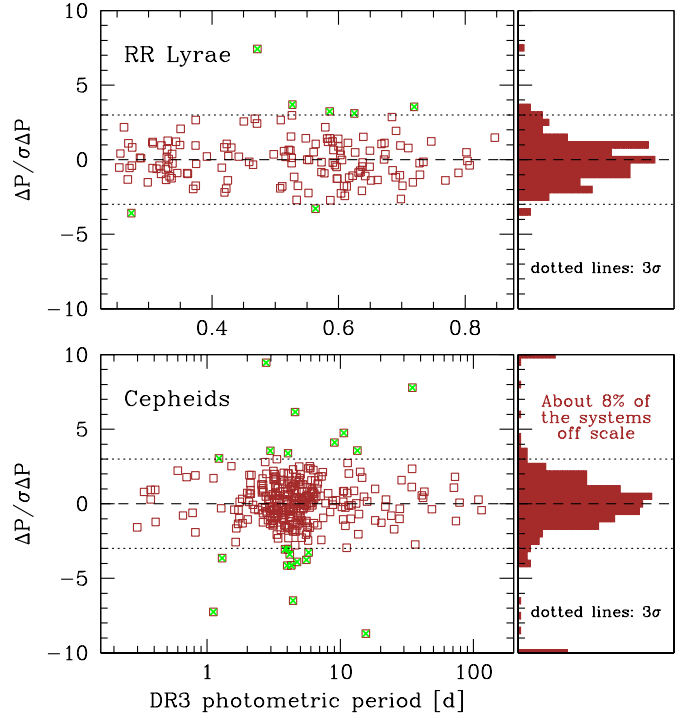 10
RR Lyrae
5
ΔP/σΔP
0
−5
dotted lines: 3σ
−10
0.4 0.6 0.8
10
Cepheids
About 8% of
the systems
off scale
5
ΔP/σΔP
0
−5
dotted lines: 3σ
−10
1 10 100
DR3 photometric period [d]